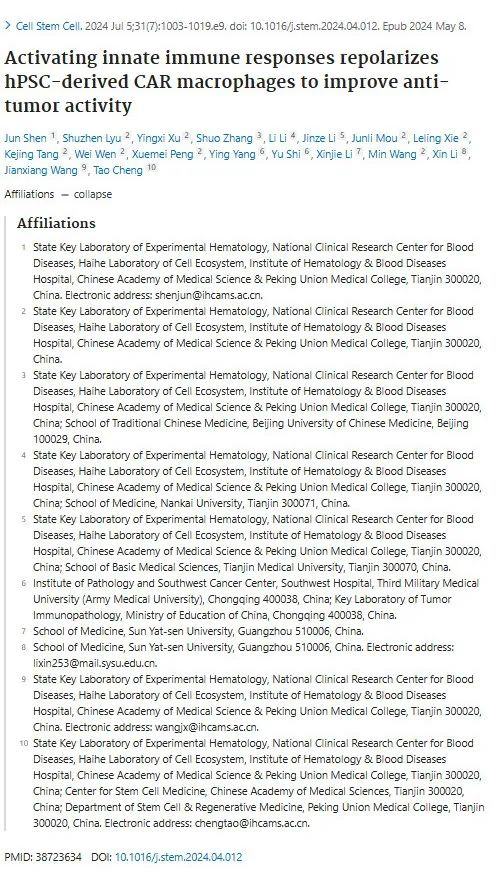 > Cell Stem Cell. 2024 Jul 5;31(7):1003-1019.e9. doi: 10.1016/j.stem.2024.04.012. Epub 2024 May 8.
Activating innate immune responses repolarizes
hPSC-derived CAR macrophages to improve anti-
tumor activity
Jun Shen 1, Shuzhen Lyu 2, Yingxi Xu 2, Shuo Zhang 3, Li Li 4, Jinze Li 5, Junli Mou 2, Leling Xie 2,
Kejing Tang 2, Wei Wen 2, Xuemei Peng 2, Ying Yang 6, Yu Shi 6, Xinjie Li 7, Min Wang 2, Xin Li 8,
Jianxiang Wang 9, Tao Cheng 10
Affiliations — collapse
Affiliations
1 State Key Laboratory of Experimental Hematology, National Clinical Research Center for Blood
Diseases, Haihe Laboratory of Cell Ecosystem, Institute of Hematology & Blood Diseases
Hospital, Chinese Academy of Medical Science & Peking Union Medical College, Tianjin 300020,
China. Electronic address: shenjun@ihcams.ac.cn.
2 State Key Laboratory of Experimental Hematology, National Clinical Research Center for Blood
Diseases, Haihe Laboratory of Cell Ecosystem, Institute of Hematology & Blood Diseases
Hospital, Chinese Academy of Medical Science & Peking Union Medical College, Tianjin 300020,
China.
3 State Key Laboratory of Experimental Hematology, National Clinical Research Center for Blood
Diseases, Haihe Laboratory of Cell Ecosystem, Institute of Hematology & Blood Diseases
Hospital, Chinese Academy of Medical Science & Peking Union Medical College, Tianjin 300020,
China; School of Traditional Chinese Medicine, Beijing University of Chinese Medicine, Beijing
100029, China.
4 State Key Laboratory of Experimental Hematology, National Clinical Research Center for Blood
Diseases, Haihe Laboratory of Cell Ecosystem, Institute of Hematology & Blood Diseases
Hospital, Chinese Academy of Medical Science & Peking Union Medical College, Tianjin 300020,
China; School of Medicine, Nankai University, Tianjin 300071, China.
5 State Key Laboratory of Experimental Hematology, National Clinical Research Center for Blood
Diseases, Haihe Laboratory of Cell Ecosystem, Institute of Hematology & Blood Diseases
Hospital, Chinese Academy of Medical Science & Peking Union Medical College, Tianjin 300020,
China; School of Basic Medical Sciences, Tianjin Medical University, Tianjin 300070, China.
6 Institute of Pathology and Southwest Cancer Center, Southwest Hospital, Third Military Medical
University (Army Medical University), Chongqing 400038, China; Key Laboratory of Tumor
Immunopathology, Ministry of Education of China, Chongqing 400038, China.
7 School of Medicine, Sun Yat-sen University, Guangzhou 510006, China.
8 School of Medicine, Sun Yat-sen University, Guangzhou 510006, China. Electronic address:
lixin253@mail.sysu.edu.cn.
9 State Key Laboratory of Experimental Hematology, National Clinical Research Center for Blood
Diseases, Haihe Laboratory of Cell Ecosystem, Institute of Hematology & Blood Diseases
Hospital, Chinese Academy of Medical Science & Peking Union Medical College, Tianjin 300020,
China. Electronic address: wangjx@ihcams.ac.cn.
10 State Key Laboratory of Experimental Hematology, National Clinical Research Center for Blood
Diseases, Haihe Laboratory of Cell Ecosystem, Institute of Hematology & Blood Diseases
Hospital, Chinese Academy of Medical Science & Peking Union Medical College, Tianjin 300020,
China; Center for Stem Cell Medicine, Chinese Academy of Medical Sciences, Tianjin 300020,
China; Department of Stem Cell & Regenerative Medicine, Peking Union Medical College, Tianjin
300020, China. Electronic address: chengtao@ihcams.ac.cn.
PMID: 38723634 DOI: 10.1016/j.stem.2024.04.012